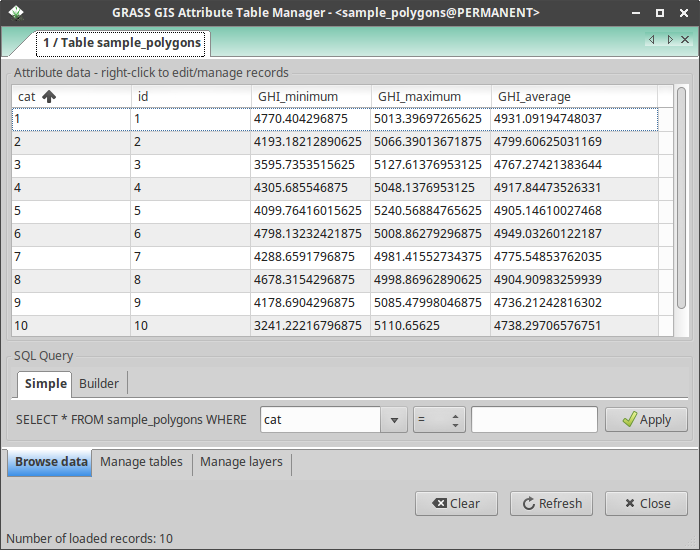 GRASS GIS Attribute Table Manager - <sample_polygons@PERMANENT>
1 / Table sample_polygons
Attribute data - right-click to edit/manage records
cat id GHI_minimum GHI_maximum GHI_average
1 1 4770.404296875 5013.39697265625 4931.09194748037
2 2 4193.18212890625 5066.39013671875 4799.60625031169
3 3 3595.7353515625 5127.61376953125 4767.27421383644
4 4 4305.685546875 5048.1376953125 4917.84473526331
5 5 4099.76416015625 5240.56884765625 4905.14610027468
6 6 4798.13232421875 5008.86279296875 4949.03260122187
7 7 4288.6591796875 4981.41552734375 4775.54853762035
8 8 4678.3154296875 4998.86962890625 4904.90983259939
9 9 4178.6904296875 5085.47998046875 4736.21242816302
10 10 3241.22216796875 5110.65625 4738.29706576751
SQL Query
Simple Builder
SELECT * FROM sample_polygons WHERE cat = Apply
Browse data Manage tables Manage layers
Clear Refresh Close
Number of loaded records: 10